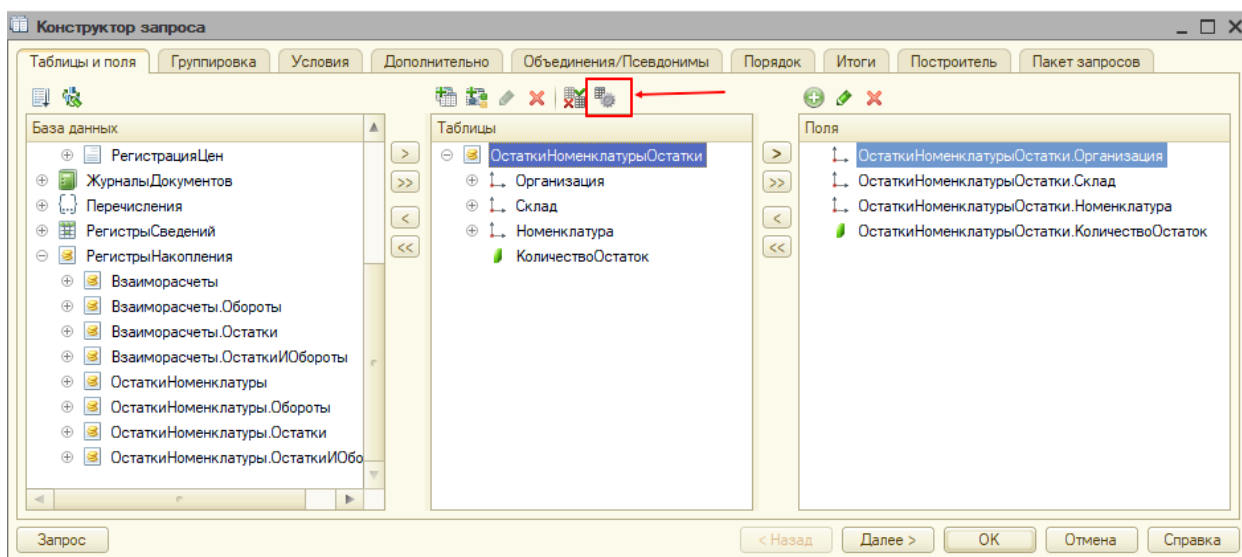 Конструктор запроса
Таблицы и поля Группировка Условия Дополнительно Объединения/Псевдонимы Порядок Итоги Построитель Пакет запросов
База данных
РегистрацияЦен
ЖурналыДокументов
Перечисления
РегистрыСведений
РегистрыНакопления
Взаиморасчеты
Взаиморасчеты.Обороты
Взаиморасчеты.Остатки
Взаиморасчеты.ОстаткиИОбороты
ОстаткиНоменклатуры
ОстаткиНоменклатуры.Обороты
ОстаткиНоменклатуры.Остатки
ОстаткиНоменклатуры.ОстаткиИОбо
> >> < <<
Таблицы
ОстаткиНоменклатурыОстатки
Организация
Склад
Номенклатура
КоличествоОстаток
> >> < <<
Поля
ОстаткиНоменклатурыОстатки.Организация
ОстаткиНоменклатурыОстатки.Склад
ОстаткиНоменклатурыОстатки.Номенклатура
ОстаткиНоменклатурыОстатки.КоличествоОстаток
Запрос < Назад Далее > OK Отмена Справка